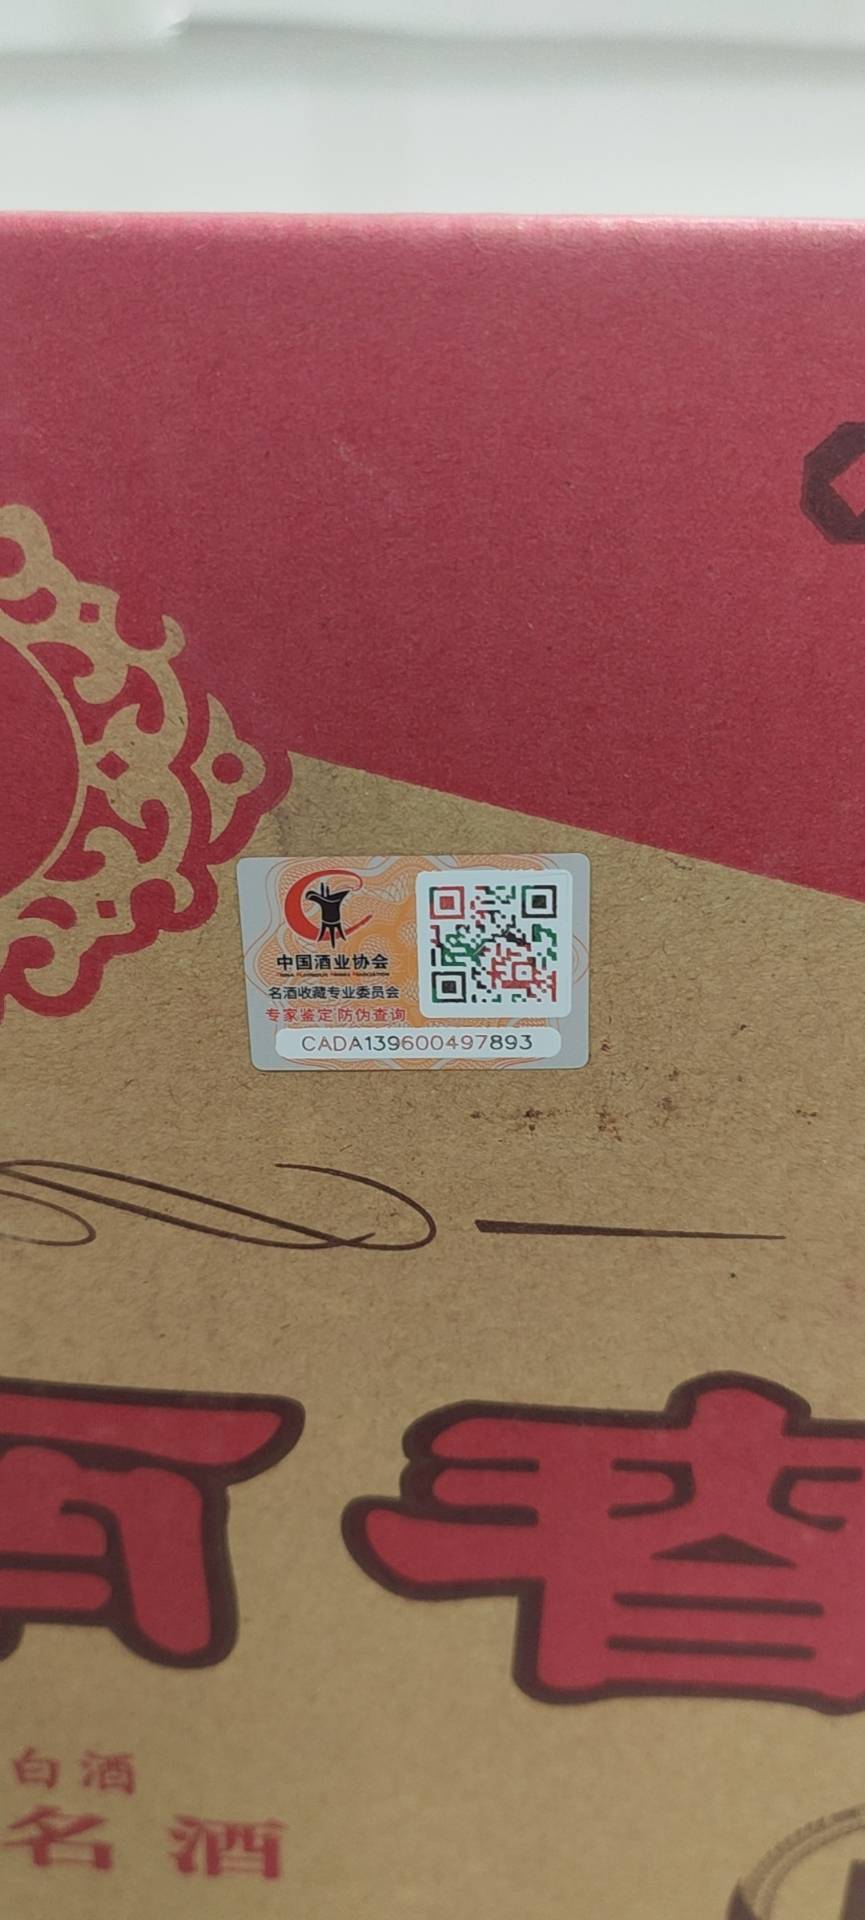 中国酒业协会
名酒收藏专业委员会
专家鉴定 防伪查询
CADA139600497893
白酒
名酒